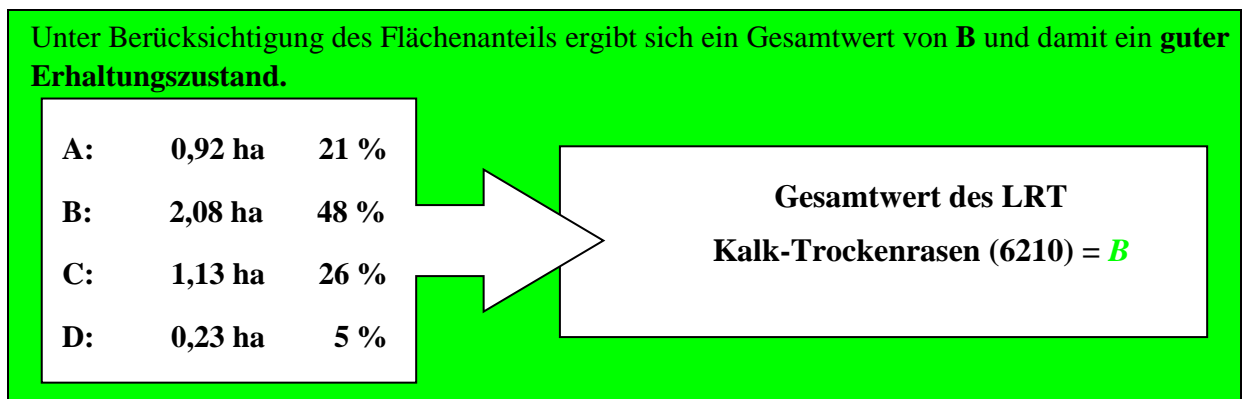 Unter Berücksichtigung des Flächenanteils ergibt sich ein Gesamtwert von B und damit ein guter
Erhaltungszustand.
A: 0,92 ha 21 %
B: 2,08 ha 48 %
C: 1,13 ha 26 %
D: 0,23 ha 5 %
Gesamtwert des LRT
Kalk-Trockenrasen (6210) = B